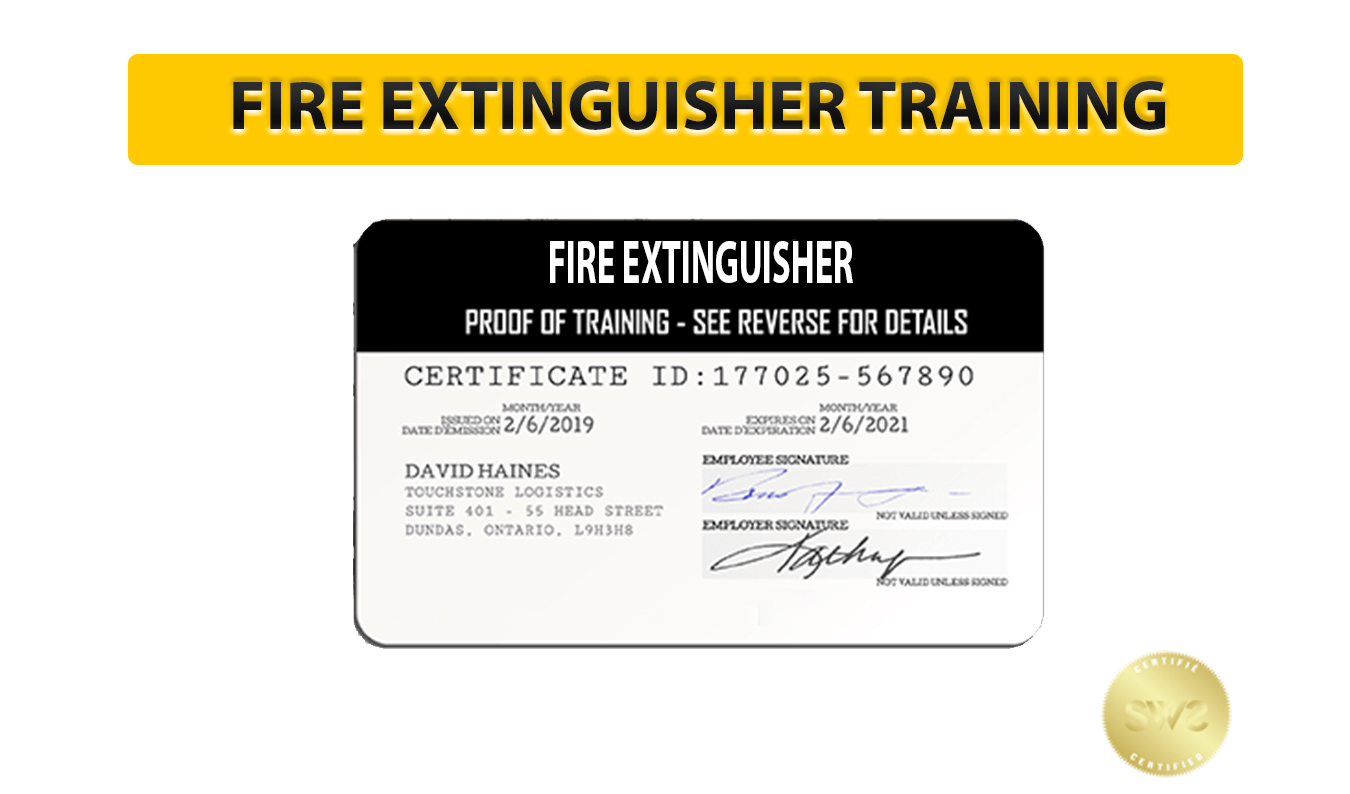 FIRE EXTINGUISHER TRAINING
FIRE EXTINGUISHER
PROOF OF TRAINING - SEE REVERSE FOR DETAILS
CERTIFICATE ID:177025-567890
MONTH/YEAR
ISSUED ON
DATE D'EMISSION 2/6/2019
MONTH/YEAR
EXPIRES ON
DATE D'EXPIRATION 2/6/2021
DAVID HAINES
TOUCHSTONE LOGISTICS
SUITE 401 - 55 HEAD STREET
DUNDAS, ONTARIO, L9H3H8
EMPLOYEE SIGNATURE
NOT VALID UNLESS SIGNED
EMPLOYER SIGNATURE
NOT VALID UNLESS SIGNED
CERTIFIÉ
SWS
CERTIFIED